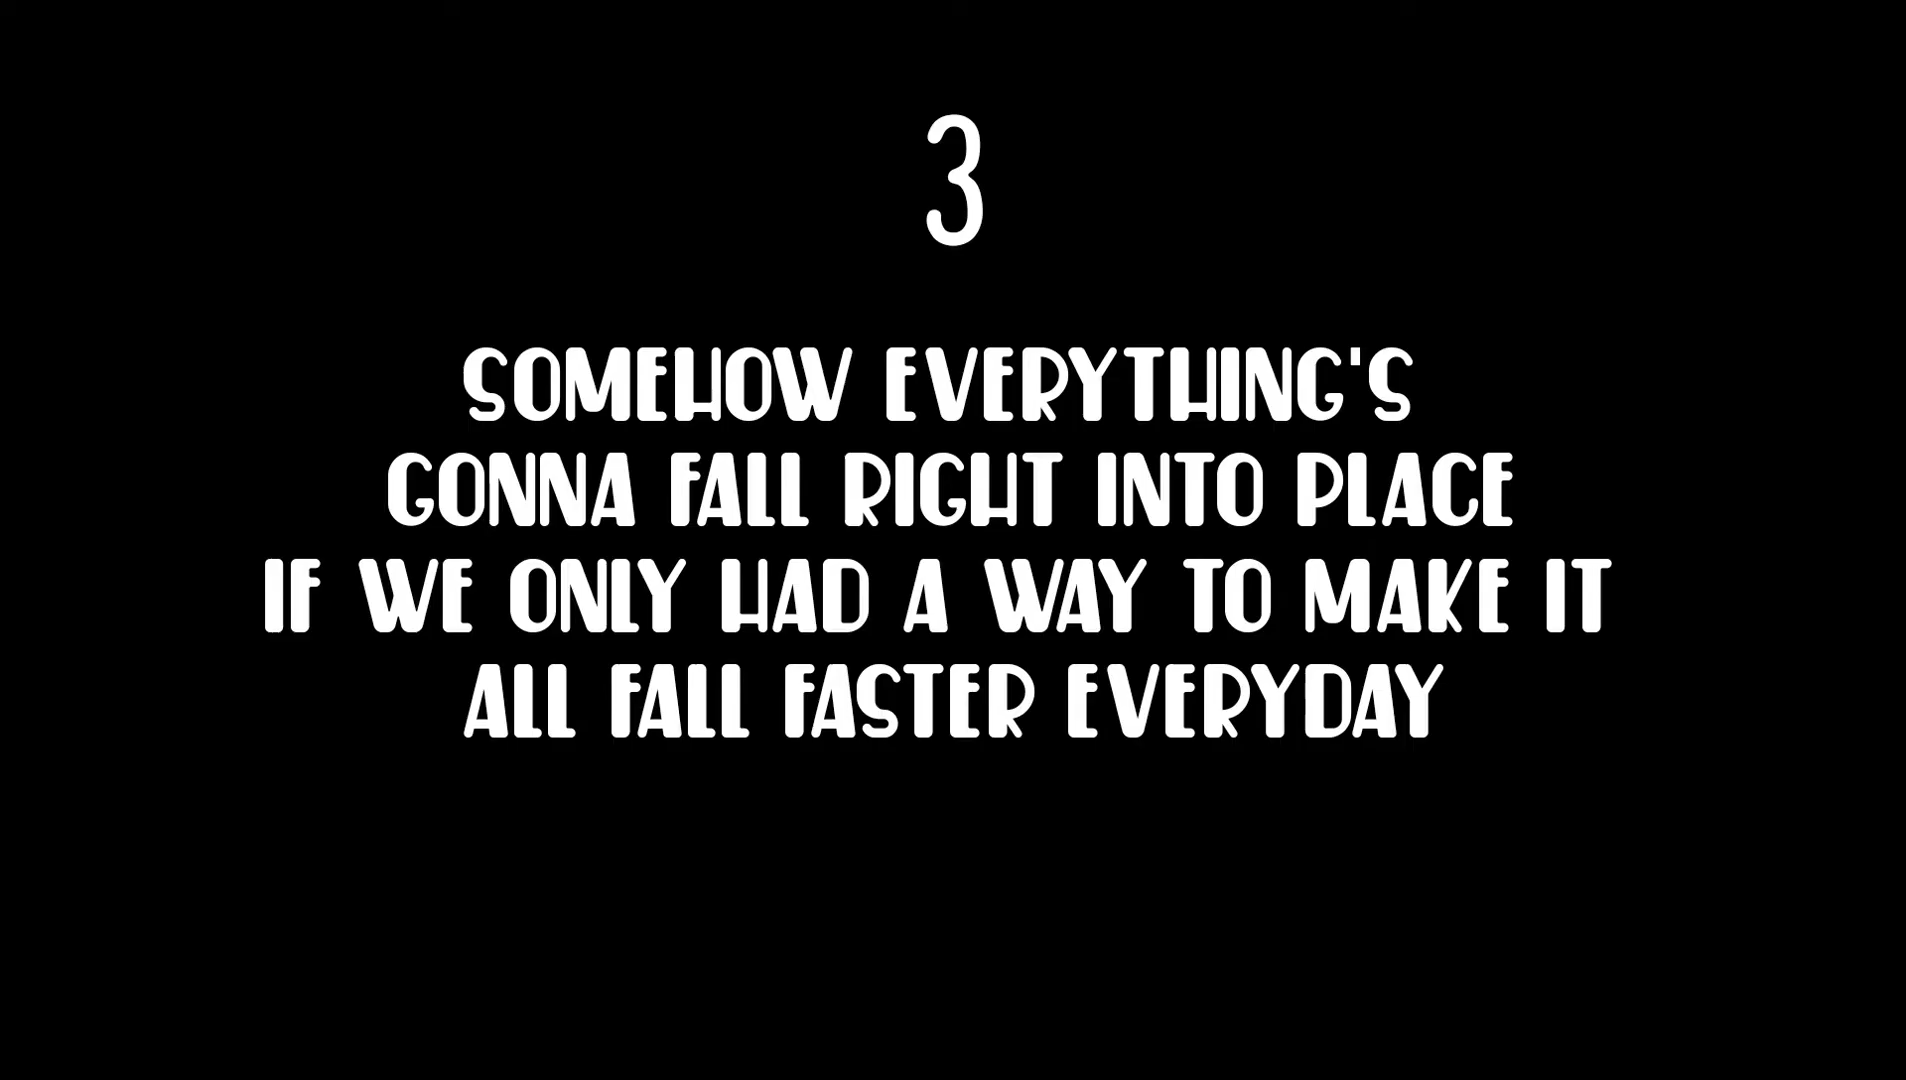 3
SOMEHOW EVERYTHING'S
GONNA FALL RIGHT INTO PLACE
IF WE ONLY HAD A WAY TO MAKE IT
ALL FALL FASTER EVERYDAY